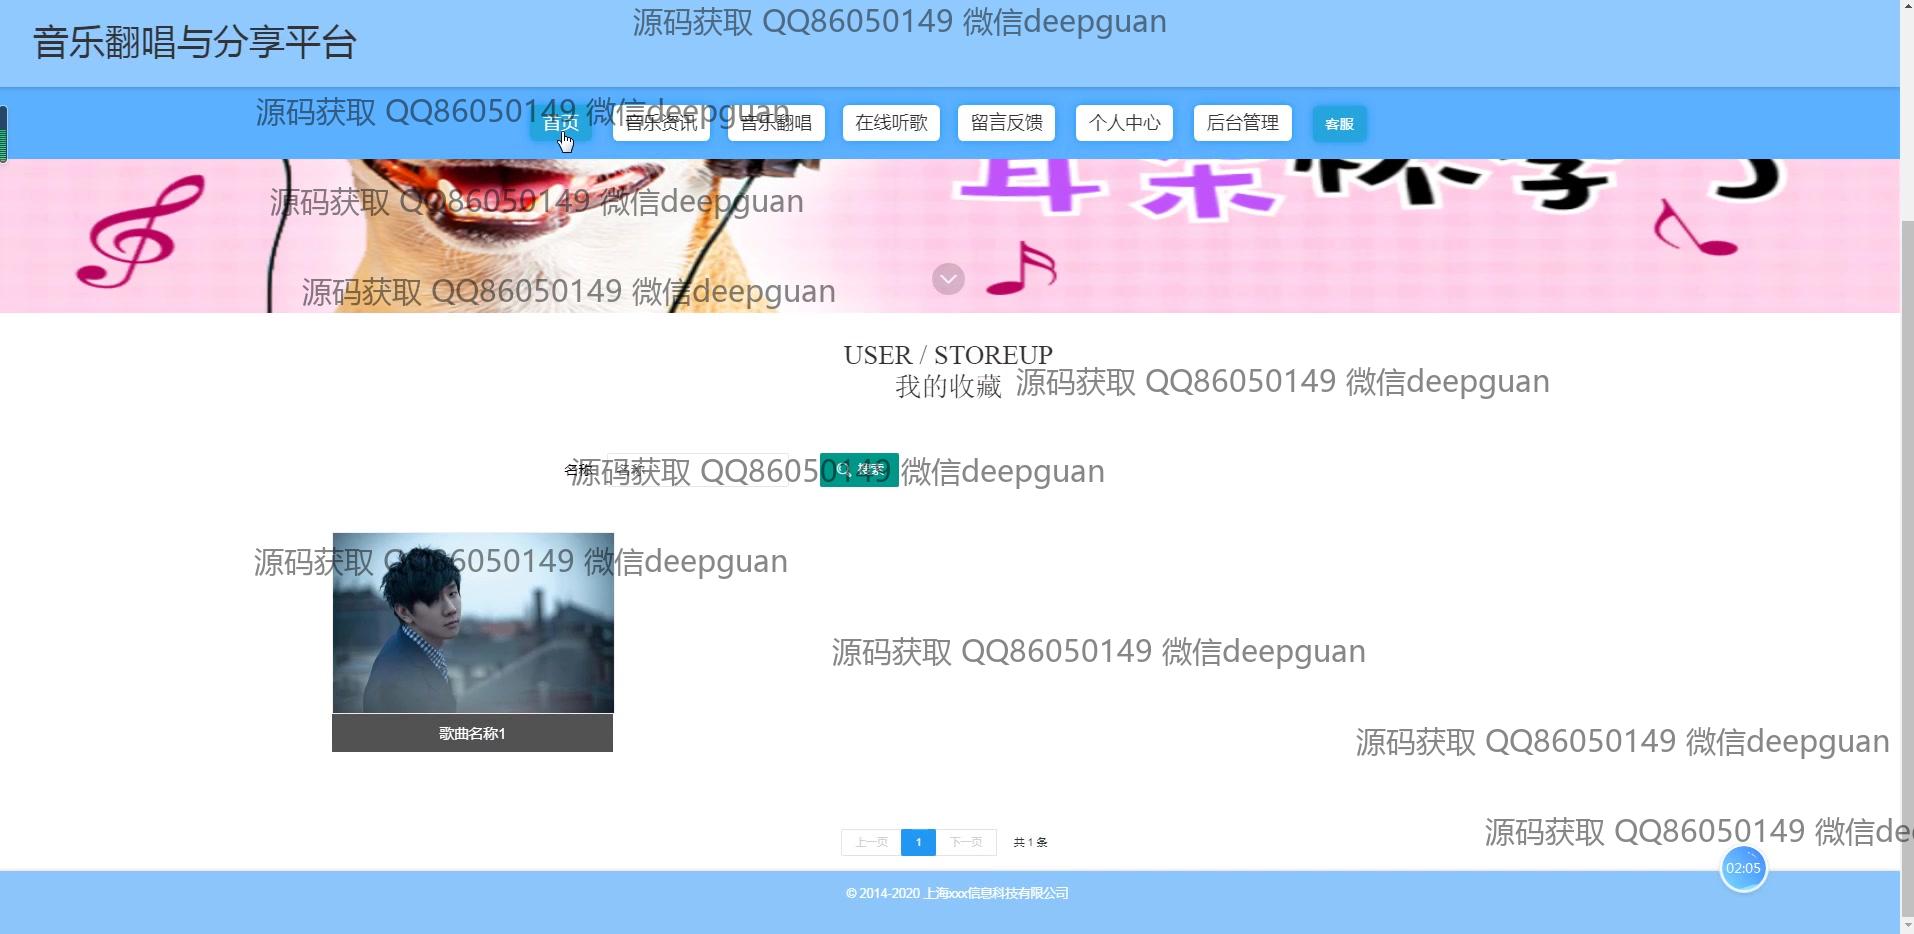 源码获取 QQ86050149 微信deepguan
音乐翻唱与分享平台
源码获取 QQ86050149 微信deepguan
首页 音乐资讯 音乐翻唱 在线听歌 留言反馈 个人中心 后台管理 客服
源码获取 QQ86050149 微信deepguan
源码获取 QQ86050149 微信deepguan
USER / STOREUP
我的收藏
源码获取 QQ86050149 微信deepguan
名称 名称 搜索
源码获取 QQ86050149 微信deepguan
源码获取 QQ86050149 微信deepguan
源码获取 QQ86050149 微信deepguan
歌曲名称1
源码获取 QQ86050149 微信deepguan
源码获取 QQ86050149 微信de
上一页 1 下一页 共 1 条
02:05
© 2014-2020 上海xxx信息科技有限公司